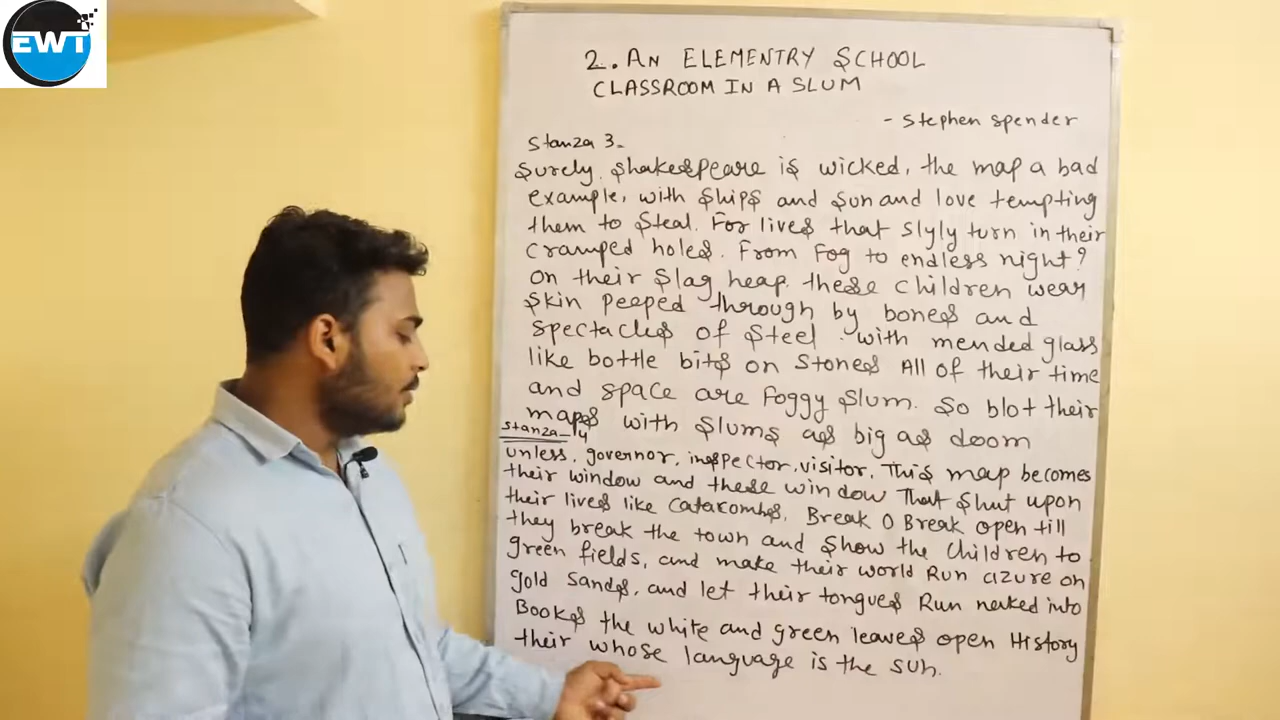 EWT
2. AN ELEMENTRY SCHOOL
CLASSROOM IN A SLUM
- Stephen Spender
Stanza 3-
Surely Shakespeare is wicked, the map a bad
example, with Ships and Sun and love tempting
them to Steal. For lives that slyly turn in their
cramped holes. From Fog to endless night?
on their Slag heap. these children wear
Skin peeped through by bones and
Spectacles of Steel. with mended glass
like bottle bits on Stones All of their time
and space are Foggy Slum. So blot their
maps with Slums as big as doom
Stanza-4
unless, governor, inspector, visitor, This map becomes
their window and these window That Shut upon
their lives like Catacombs, Break O Break open till
they break the town and Show the Children to
green fields, and make their world Run azure on
gold sands, and let their tongues Run neked into
Books the white and green leaves open History
their whose language is the sun.